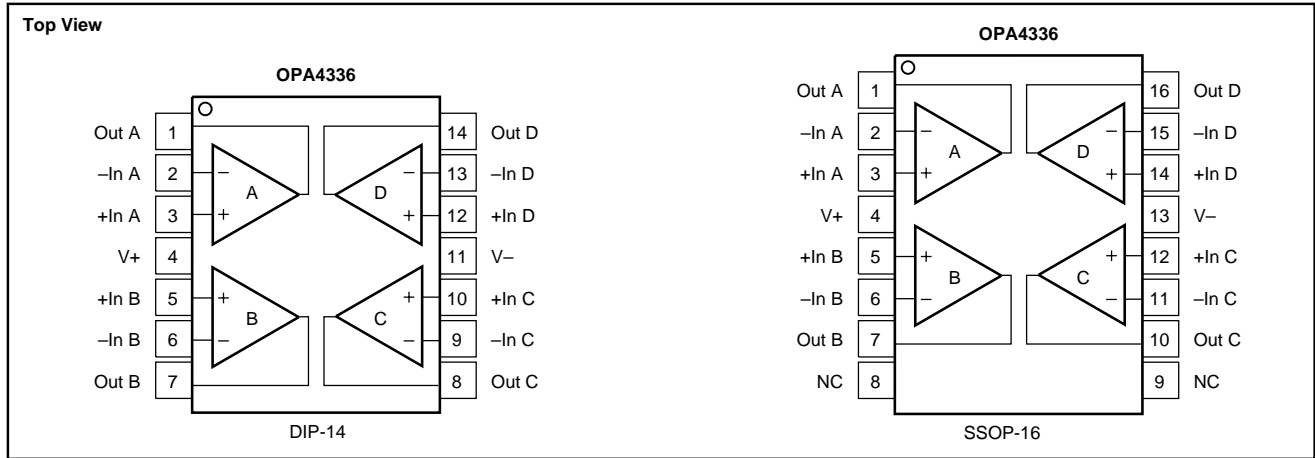 Top View
OPA4336
Out A 1 14 Out D
–In A 2 – – 13 –In D
A D
+In A 3 + + 12 +In D
V+ 4 11 V–
+In B 5 + + 10 +In C
B C
–In B 6 – – 9 –In C
Out B 7 8 Out C
DIP-14
OPA4336
Out A 1 16 Out D
–In A 2 – – 15 –In D
A D
+In A 3 + + 14 +In D
V+ 4 13 V–
+In B 5 + + 12 +In C
B C
–In B 6 – – 11 –In C
Out B 7 10 Out C
NC 8 9 NC
SSOP-16